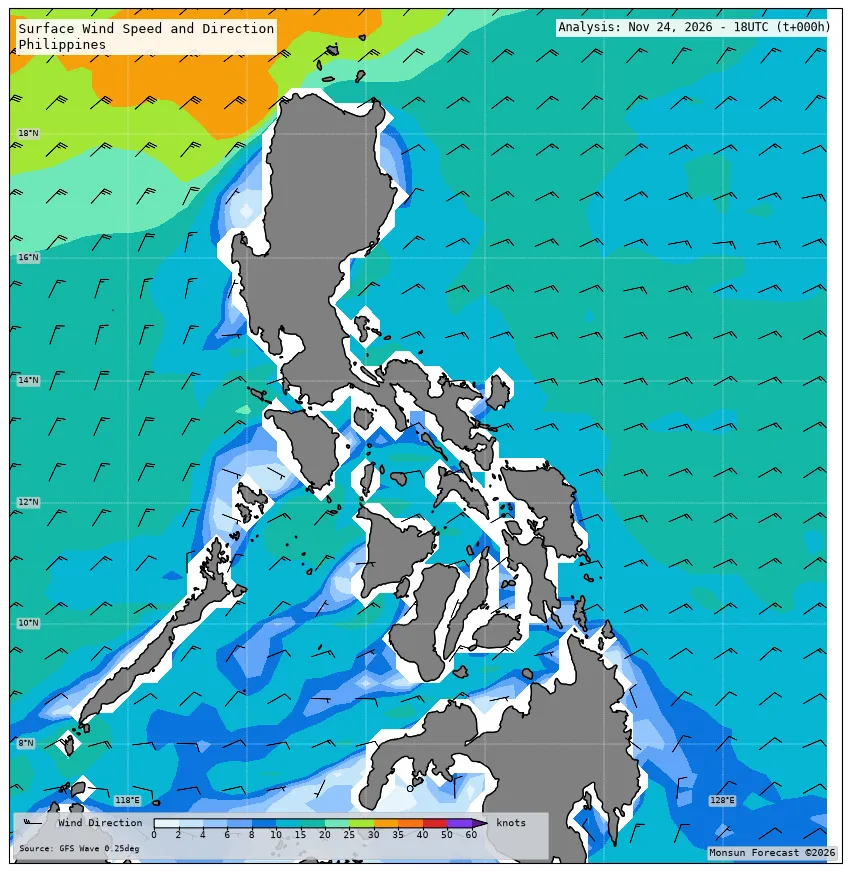 Surface Wind Speed and Direction
Philippines
Analysis: Nov 24, 2026 - 18UTC (t+000h)
18°N
16°N
14°N
12°N
10°N
8°N
118°E
128°E
Wind Direction
knots
0 2 4 6 8 10 15 20 25 30 35 40 50 60
Source: GFS Wave 0.25deg
Monsun Forecast ©2026